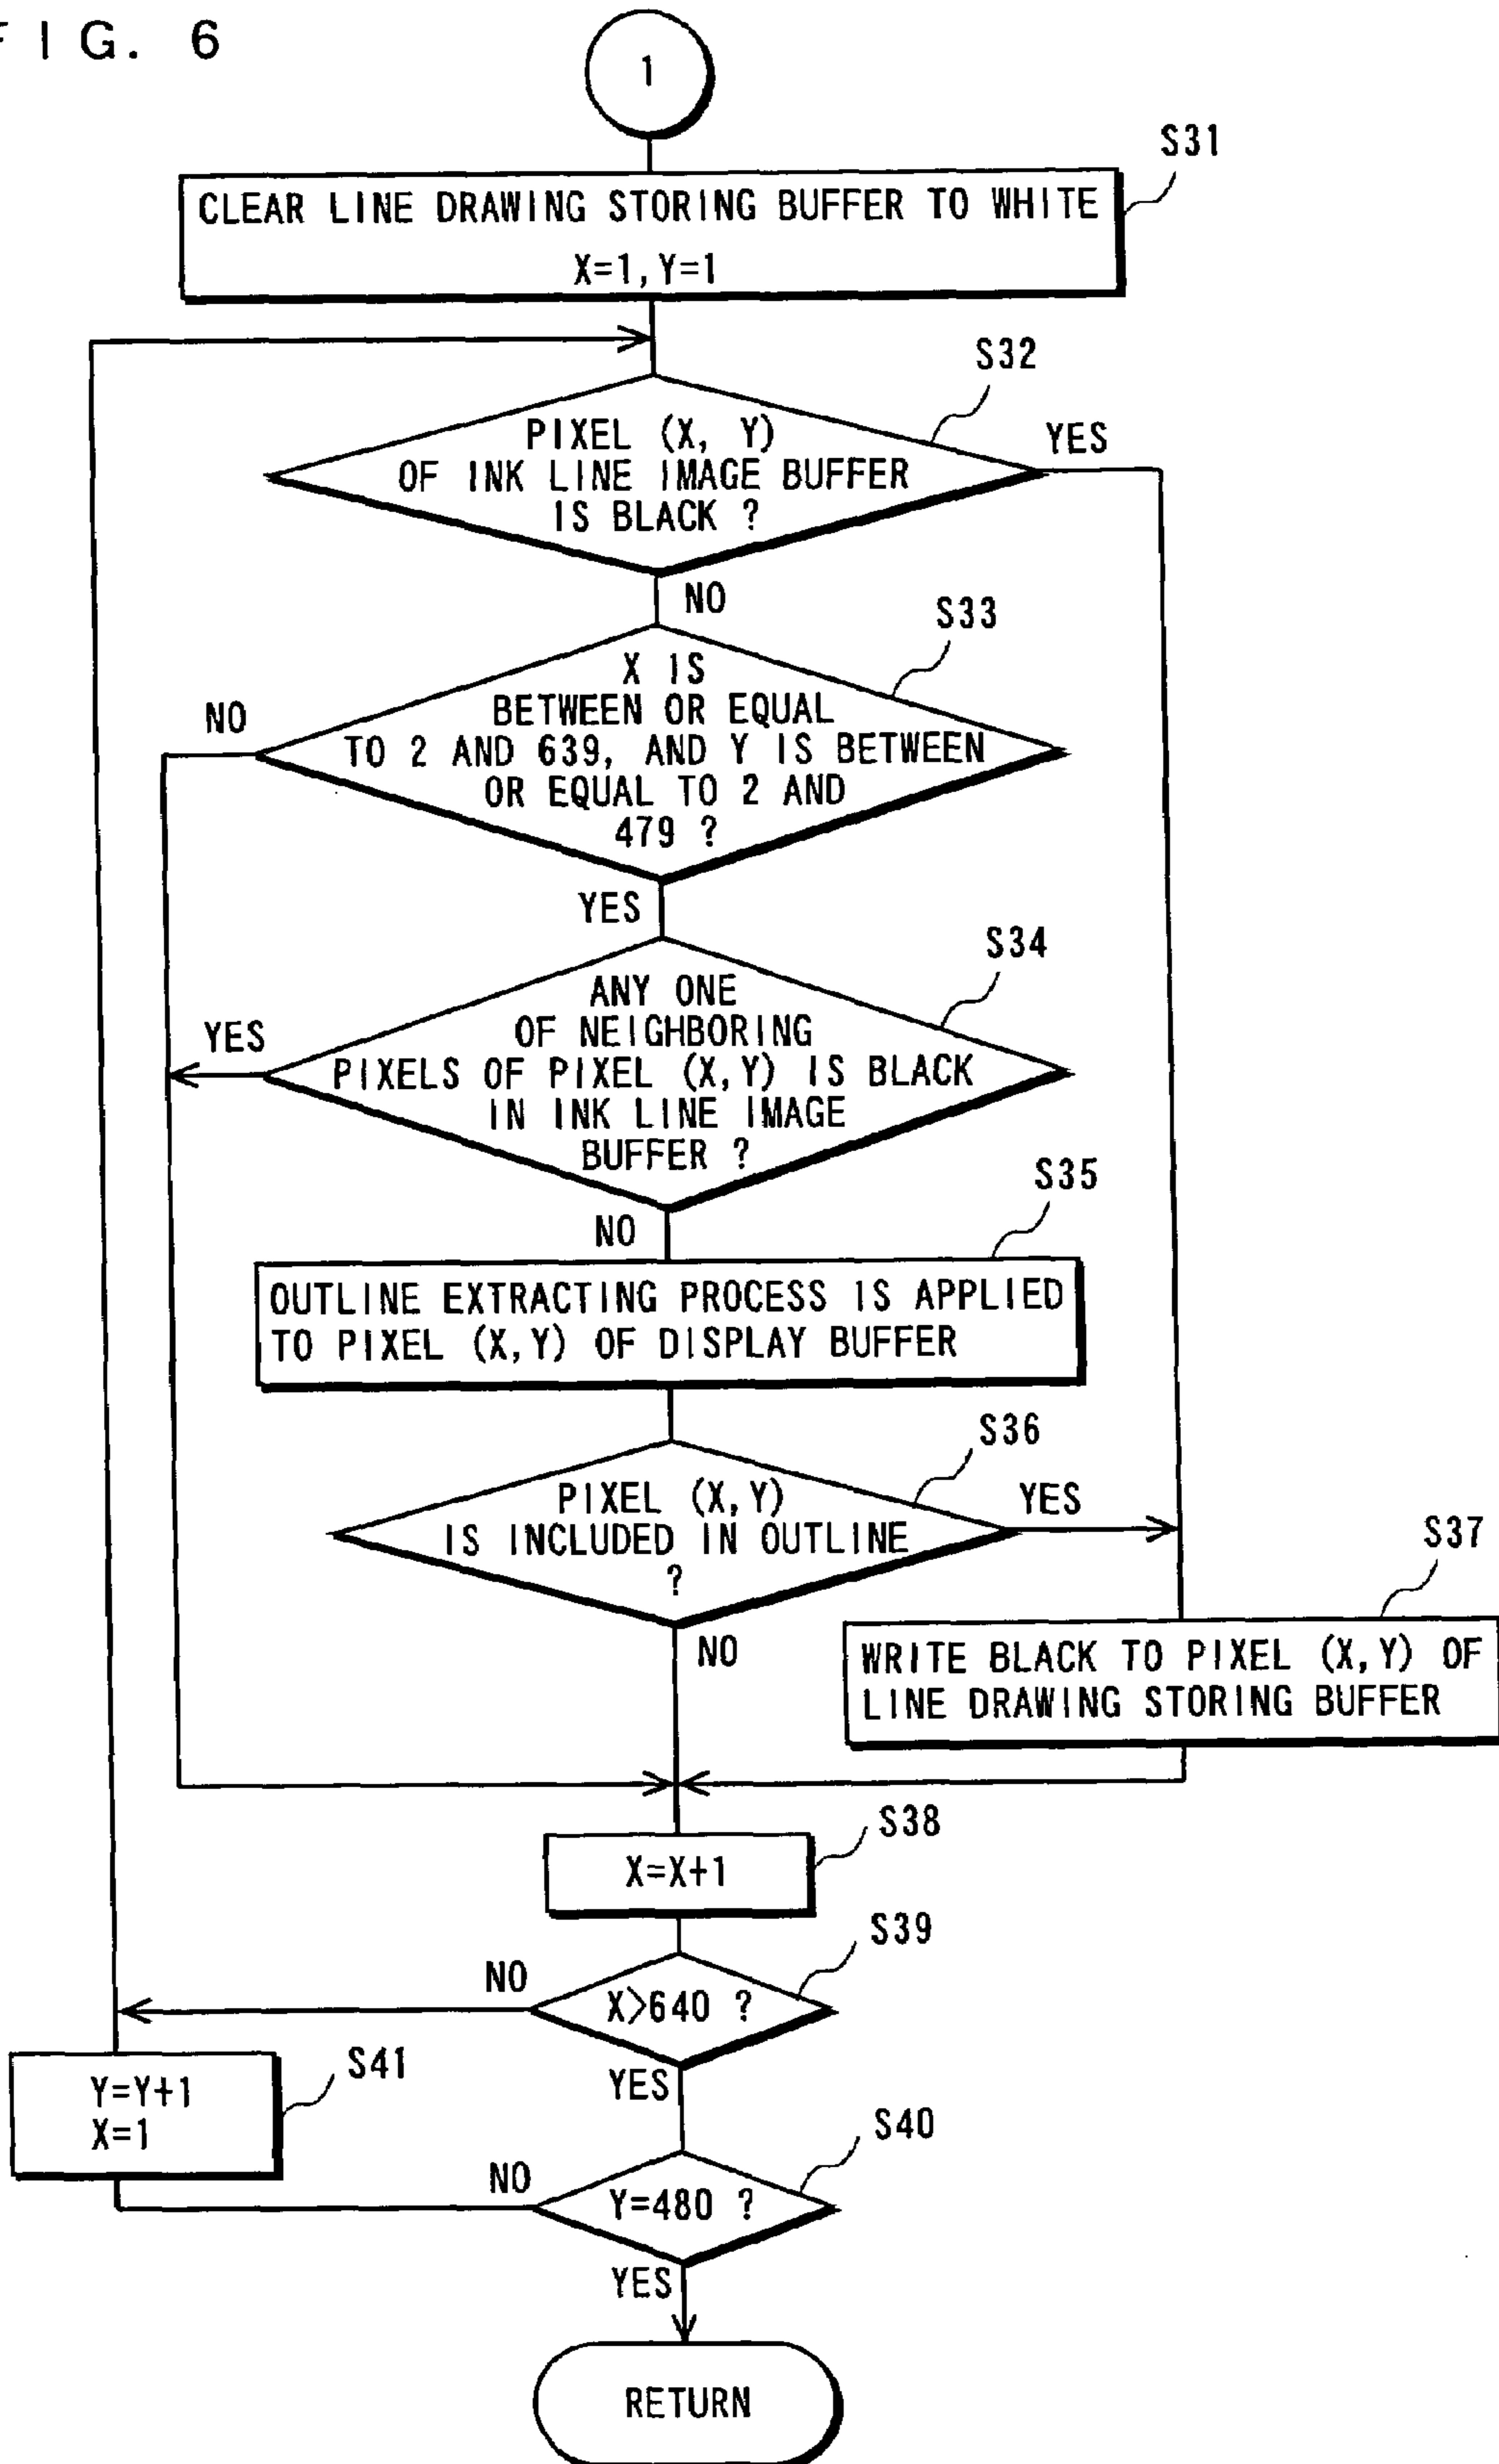 FIG. 6
1
S31
CLEAR LINE DRAWING STORING BUFFER TO WHITE
X=1, Y=1
S32
PIXEL (X, Y)
OF INK LINE IMAGE BUFFER
IS BLACK ?
YES
NO
S33
X IS
BETWEEN OR EQUAL
TO 2 AND 639, AND Y IS BETWEEN
OR EQUAL TO 2 AND
479 ?
NO
YES
S34
ANY ONE
OF NEIGHBORING
PIXELS OF PIXEL (X,Y) IS BLACK
IN INK LINE IMAGE
BUFFER ?
YES
NO
S35
OUTLINE EXTRACTING PROCESS IS APPLIED
TO PIXEL (X,Y) OF DISPLAY BUFFER
S36
PIXEL (X,Y)
IS INCLUDED IN OUTLINE
?
YES
NO
S37
WRITE BLACK TO PIXEL (X,Y) OF
LINE DRAWING STORING BUFFER
S38
X=X+1
S39
X>640 ?
NO
YES
S41
Y=Y+1
X=1
S40
Y=480 ?
NO
YES
RETURN